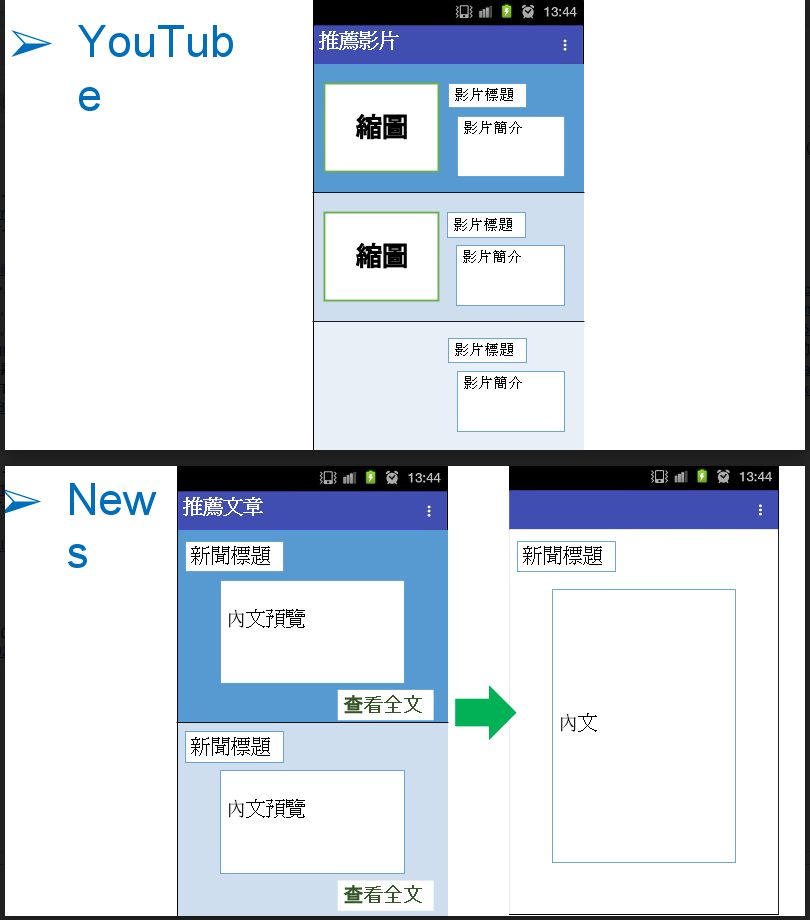 YouTub
e
13:44
推薦影片
縮圖
影片標題
影片簡介
縮圖
影片標題
影片簡介
影片標題
影片簡介
News
13:44
推薦文章
新聞標題
內文預覽
查看全文
新聞標題
內文預覽
查看全文
13:44
新聞標題
內文